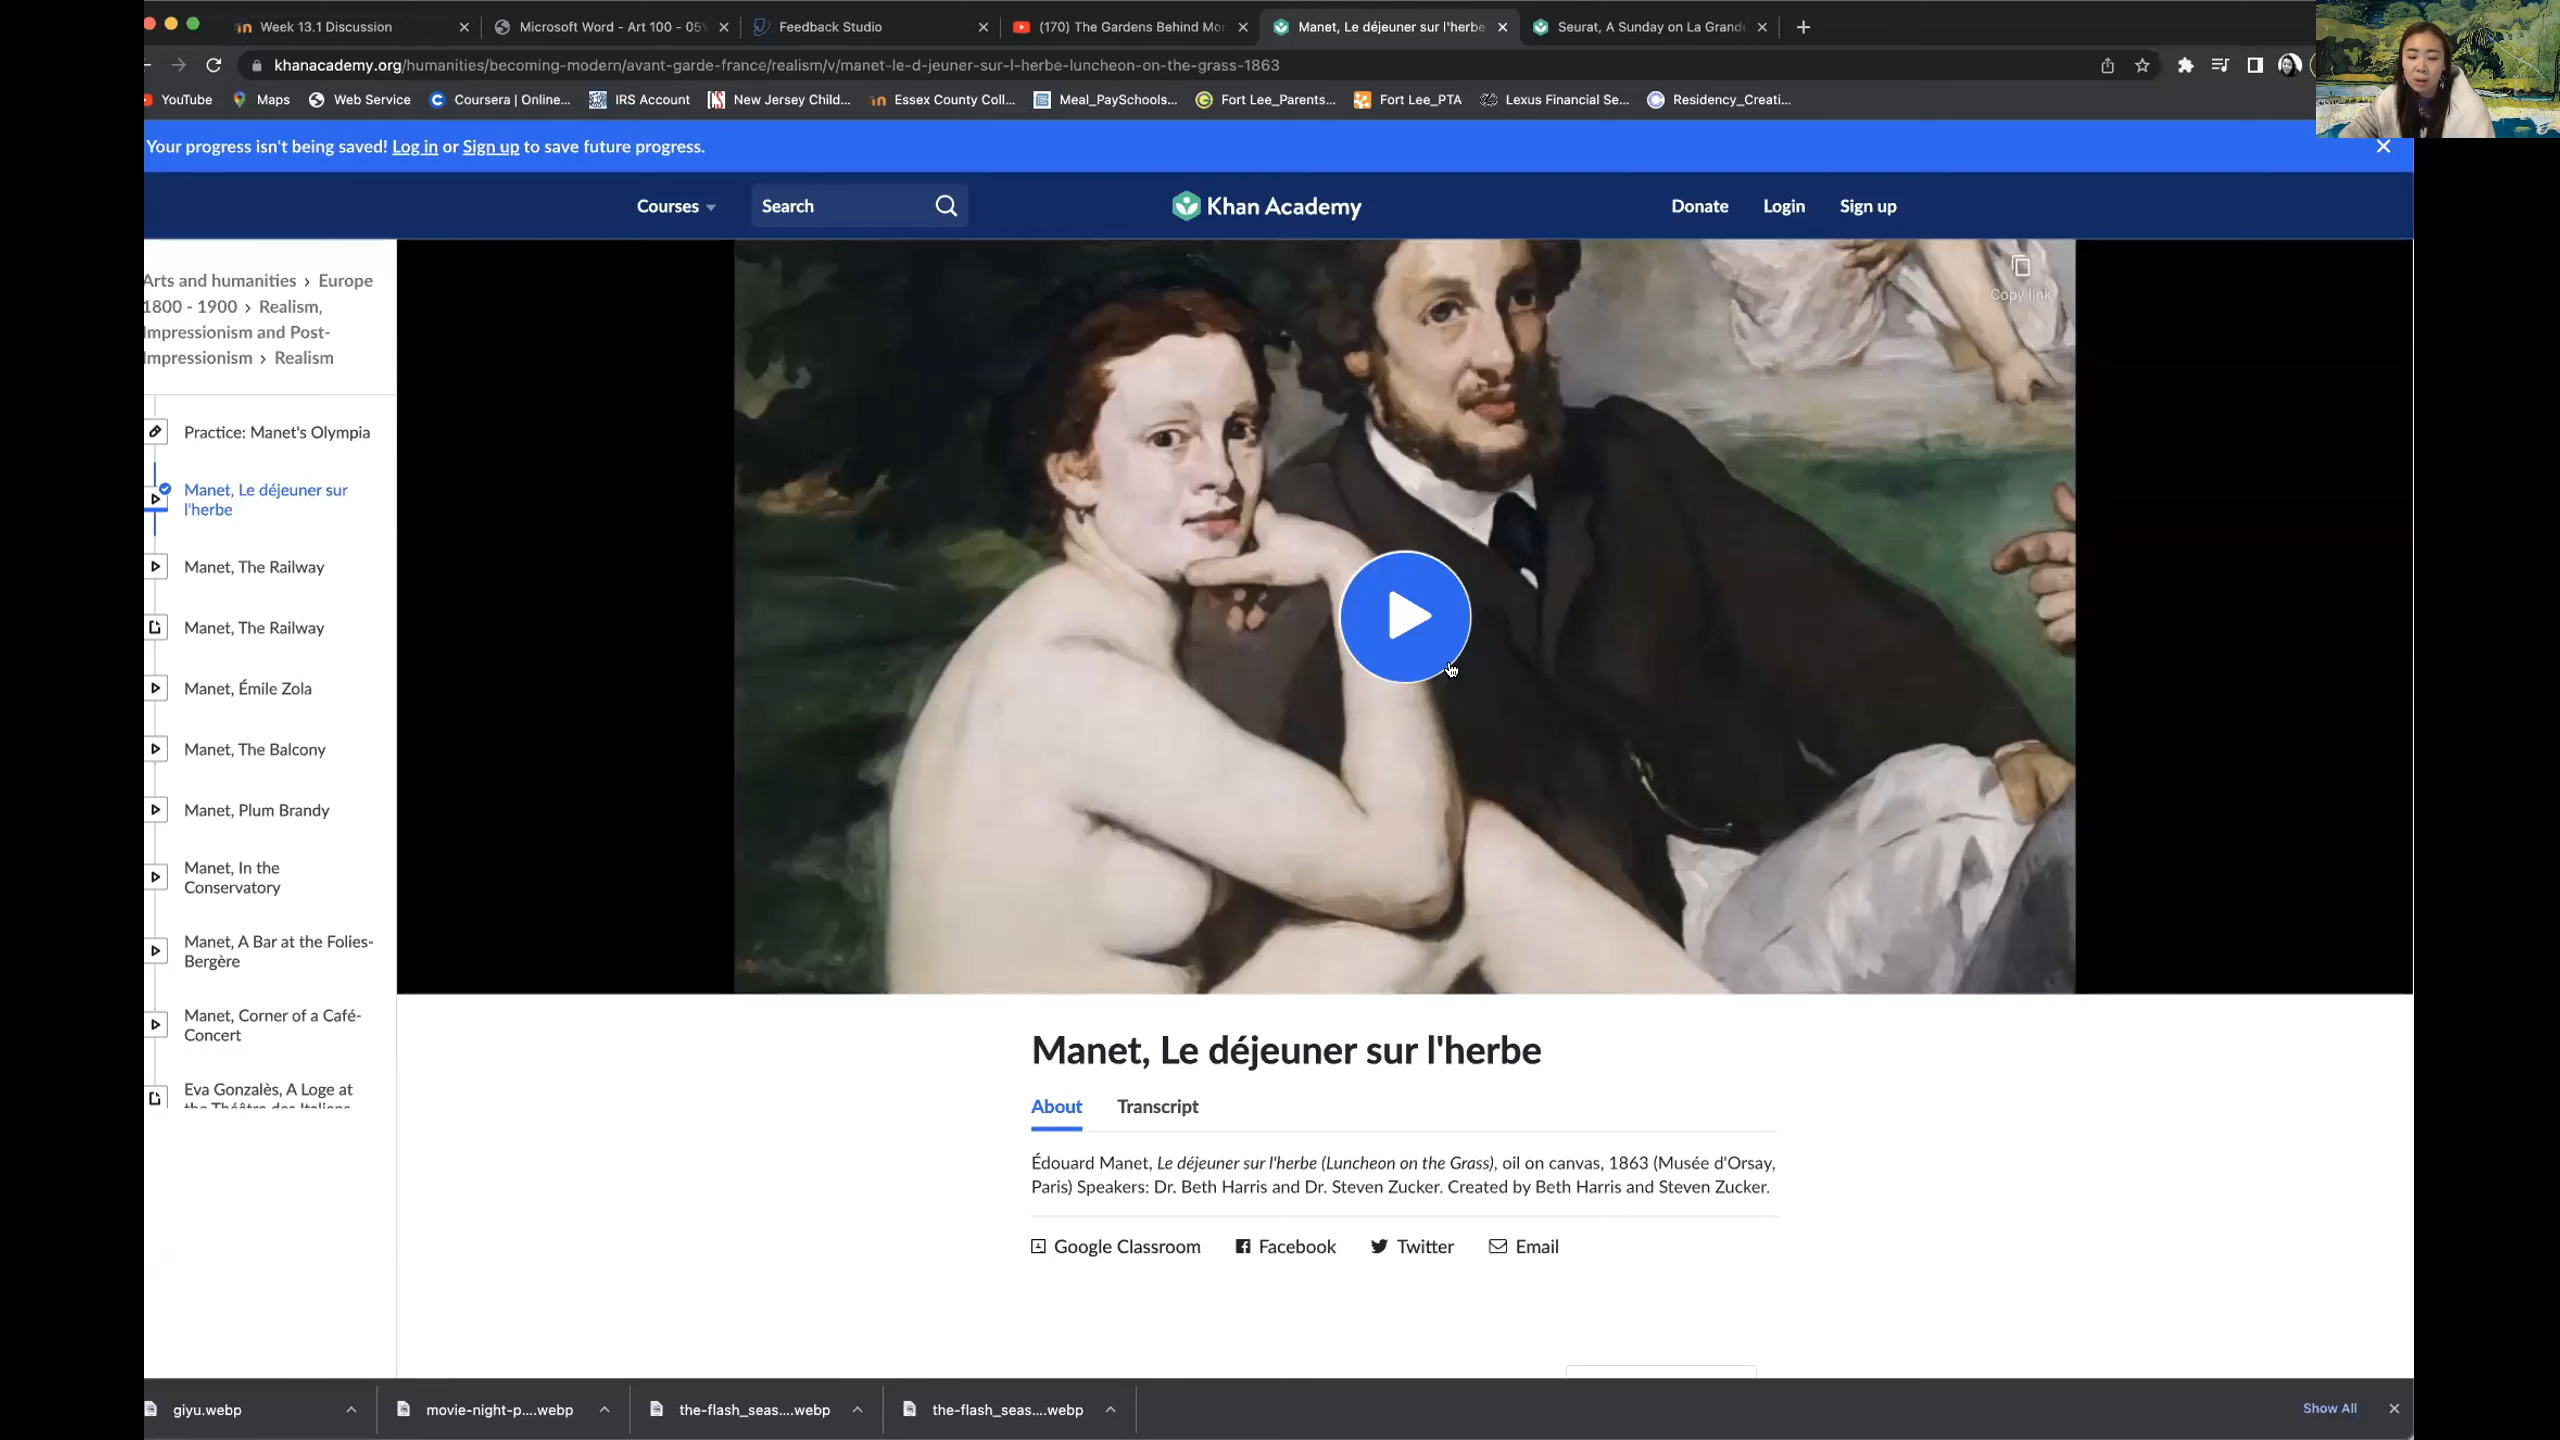 Week 13.1 Discussion
Microsoft Word - Art 100 - 05
Feedback Studio
(170) The Gardens Behind Mon
Manet, Le déjeuner sur l'herbe
Seurat, A Sunday on La Grande
khanacademy.org/humanities/becoming-modern/avant-garde-france/realism/v/manet-le-d-jeuner-sur-l-herbe-luncheon-on-the-grass-1863
YouTube
Maps
Web Service
Coursera | Online...
IRS Account
New Jersey Child...
Essex County Coll...
Meal_PaySchools...
Fort Lee_Parents...
Fort Lee_PTA
Lexus Financial Se...
Residency_Creati...
Your progress isn't being saved! Log in or Sign up to save future progress.
Courses
Search
Khan Academy
Donate
Login
Sign up
Arts and humanities > Europe
1800 - 1900 > Realism,
Impressionism and Post-
Impressionism > Realism
Practice: Manet's Olympia
Manet, Le déjeuner sur
l'herbe
Manet, The Railway
Manet, The Railway
Manet, Émile Zola
Manet, The Balcony
Manet, Plum Brandy
Manet, In the
Conservatory
Manet, A Bar at the Folies-
Bergère
Manet, Corner of a Café-
Concert
Eva Gonzalès, A Loge at
the Théâtre des Italiens
Copy link
Manet, Le déjeuner sur l'herbe
About
Transcript
Édouard Manet, Le déjeuner sur l'herbe (Luncheon on the Grass), oil on canvas, 1863 (Musée d'Orsay,
Paris) Speakers: Dr. Beth Harris and Dr. Steven Zucker. Created by Beth Harris and Steven Zucker.
Google Classroom
Facebook
Twitter
Email
giyu.webp
movie-night-p....webp
the-flash_seas....webp
the-flash_seas....webp
Show All